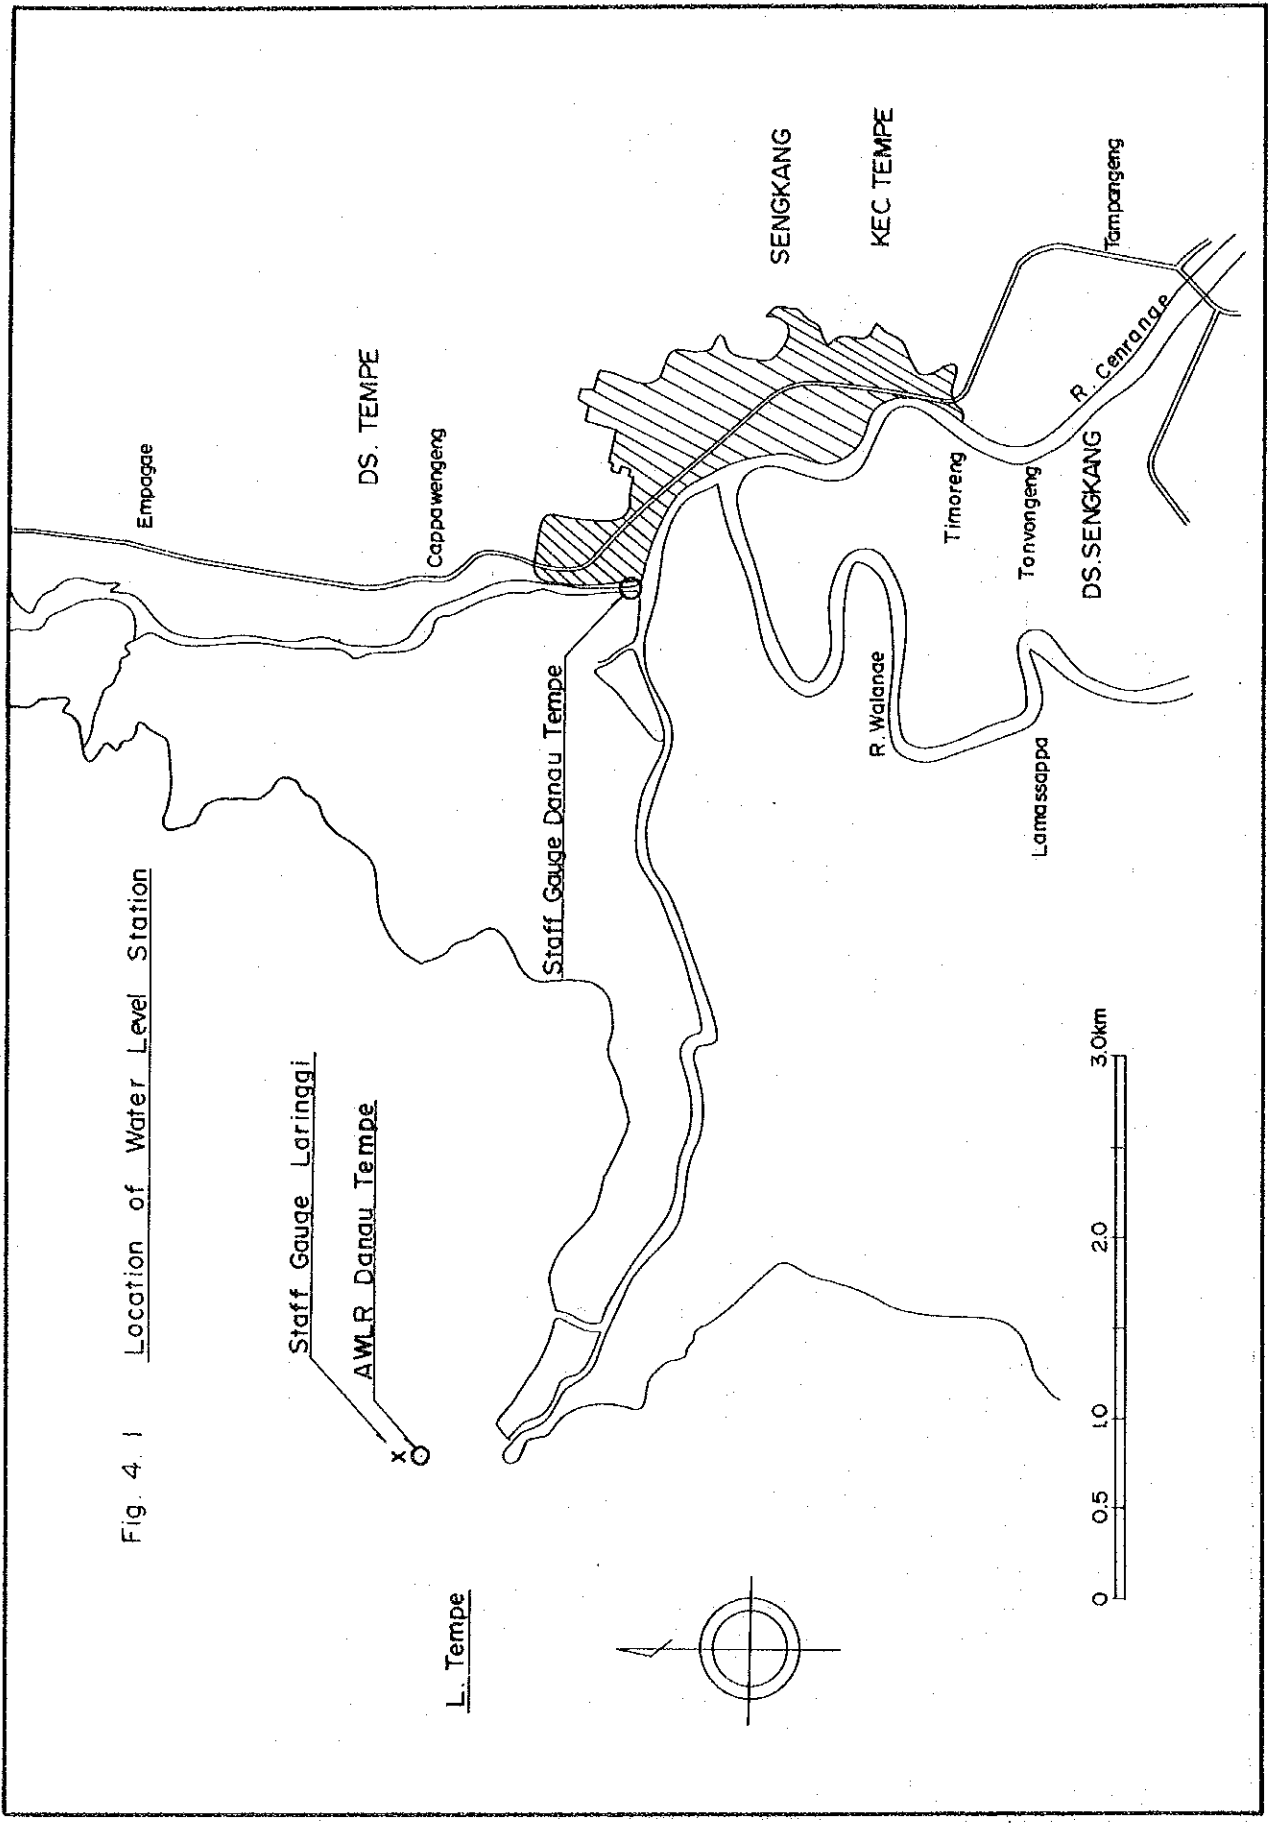 Fig. 4.1 Location of Water Level Station
Staff Gauge Laringgi
AWLR Danau Tempe
L. Tempe
Staff Gauge Danau Tempe
Empagae
DS. TEMPE
Cappawengeng
SENGKANG
KEC TEMPE
Tampangeng
R. Cenranae
Timoreng
Tonvongeng
DS.SENGKANG
R. Walanae
Lamassappa
0 0.5 1.0 2.0 3.0km